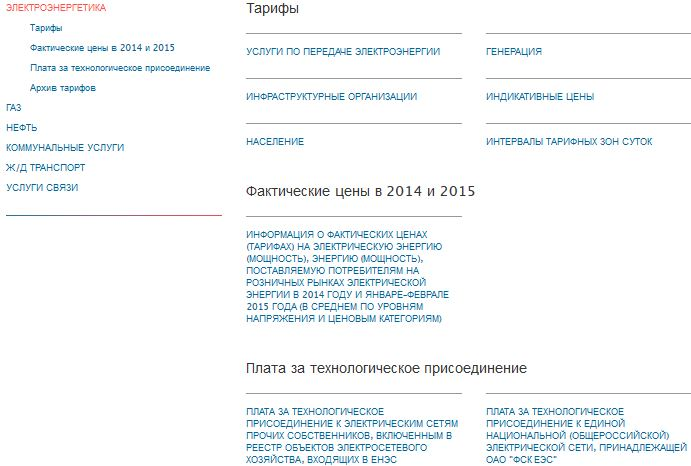 ЭЛЕКТРОЭНЕРГЕТИКА
Тарифы
Фактические цены в 2014 и 2015
Плата за технологическое присоединение
Архив тарифов
ГАЗ
НЕФТЬ
КОММУНАЛЬНЫЕ УСЛУГИ
Ж/Д ТРАНСПОРТ
УСЛУГИ СВЯЗИ
Тарифы
УСЛУГИ ПО ПЕРЕДАЧЕ ЭЛЕКТРОЭНЕРГИИ
ГЕНЕРАЦИЯ
ИНФРАСТРУКТУРНЫЕ ОРГАНИЗАЦИИ
ИНДИКАТИВНЫЕ ЦЕНЫ
НАСЕЛЕНИЕ
ИНТЕРВАЛЫ ТАРИФНЫХ ЗОН СУТОК
Фактические цены в 2014 и 2015
ИНФОРМАЦИЯ О ФАКТИЧЕСКИХ ЦЕНАХ
(ТАРИФАХ) НА ЭЛЕКТРИЧЕСКУЮ ЭНЕРГИЮ
(МОЩНОСТЬ), ЭНЕРГИЮ (МОЩНОСТЬ),
ПОСТАВЛЯЕМУЮ ПОТРЕБИТЕЛЯМ НА
РОЗНИЧНЫХ РЫНКАХ ЭЛЕКТРИЧЕСКОЙ
ЭНЕРГИИ В 2014 ГОДУ И ЯНВАРЕ-ФЕВРАЛЕ
2015 ГОДА (В СРЕДНЕМ ПО УРОВНЯМ
НАПРЯЖЕНИЯ И ЦЕНОВЫМ КАТЕГОРИЯМ)
Плата за технологическое присоединение
ПЛАТА ЗА ТЕХНОЛОГИЧЕСКОЕ
ПРИСОЕДИНЕНИЕ К ЭЛЕКТРИЧЕСКИМ СЕТЯМ
ПРОЧИХ СОБСТВЕННИКОВ, ВКЛЮЧЕННЫМ В
РЕЕСТР ОБЪЕКТОВ ЭЛЕКТРОСЕТЕВОГО
ХОЗЯЙСТВА, ВХОДЯЩИХ В ЕНЭС
ПЛАТА ЗА ТЕХНОЛОГИЧЕСКОЕ
ПРИСОЕДИНЕНИЕ К ЕДИНОЙ
НАЦИОНАЛЬНОЙ (ОБЩЕРОССИЙСКОЙ)
ЭЛЕКТРИЧЕСКОЙ СЕТИ, ПРИНАДЛЕЖАЩЕЙ
ОАО "ФСК ЕЭС"